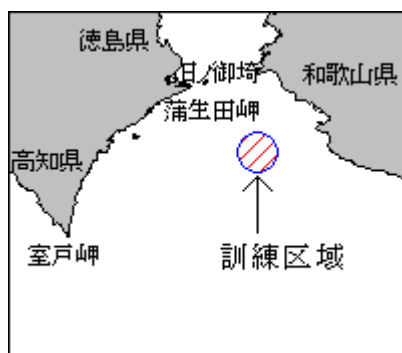 徳島県
日ノ御埼
和歌山県
蒲生田岬
高知県
室戸岬
訓練区域